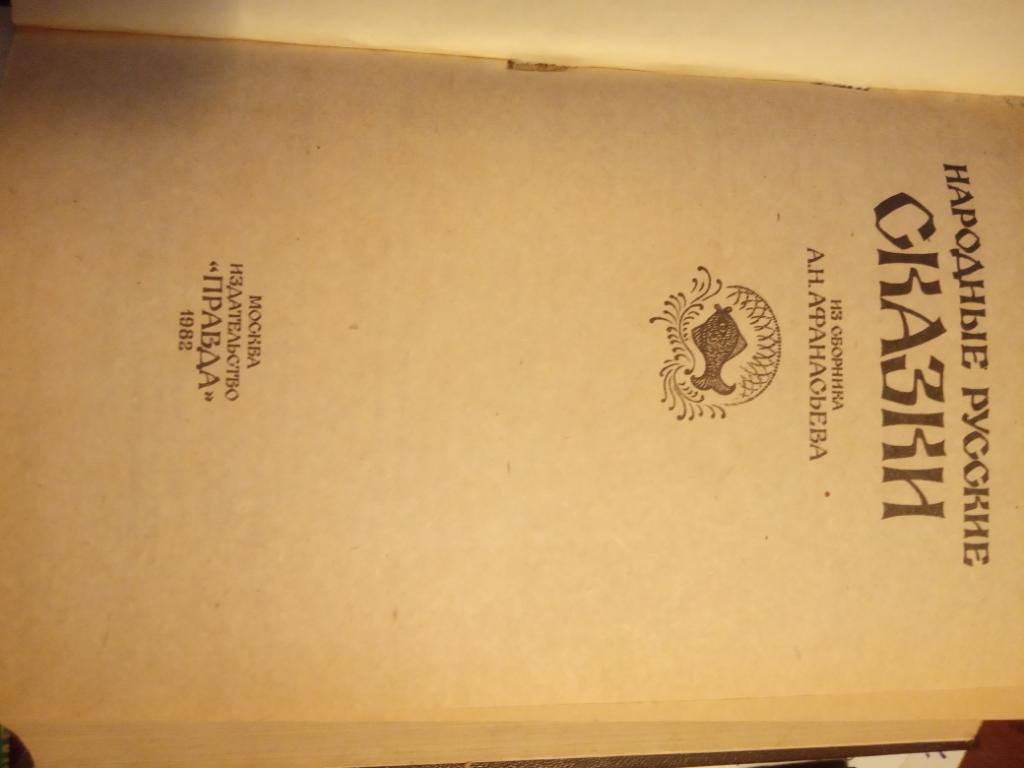 НАРОДНЫЕ РУССКИЕ
СКАЗКИ
ИЗ СБОРНИКА
А.Н.АФАНАСЬЕВА
МОСКВА
ИЗДАТЕЛЬСТВО
"ПРАВДА"
1982